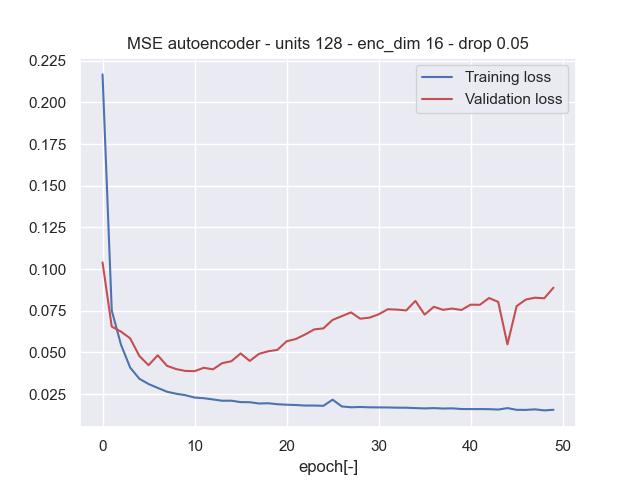 MSE autoencoder - units 128 - enc_dim 16 - drop 0.05
0.225
0.200
0.175
0.150
0.125
0.100
0.075
0.050
0.025
Training loss
Validation loss
0 10 20 30 40 50
epoch[-]